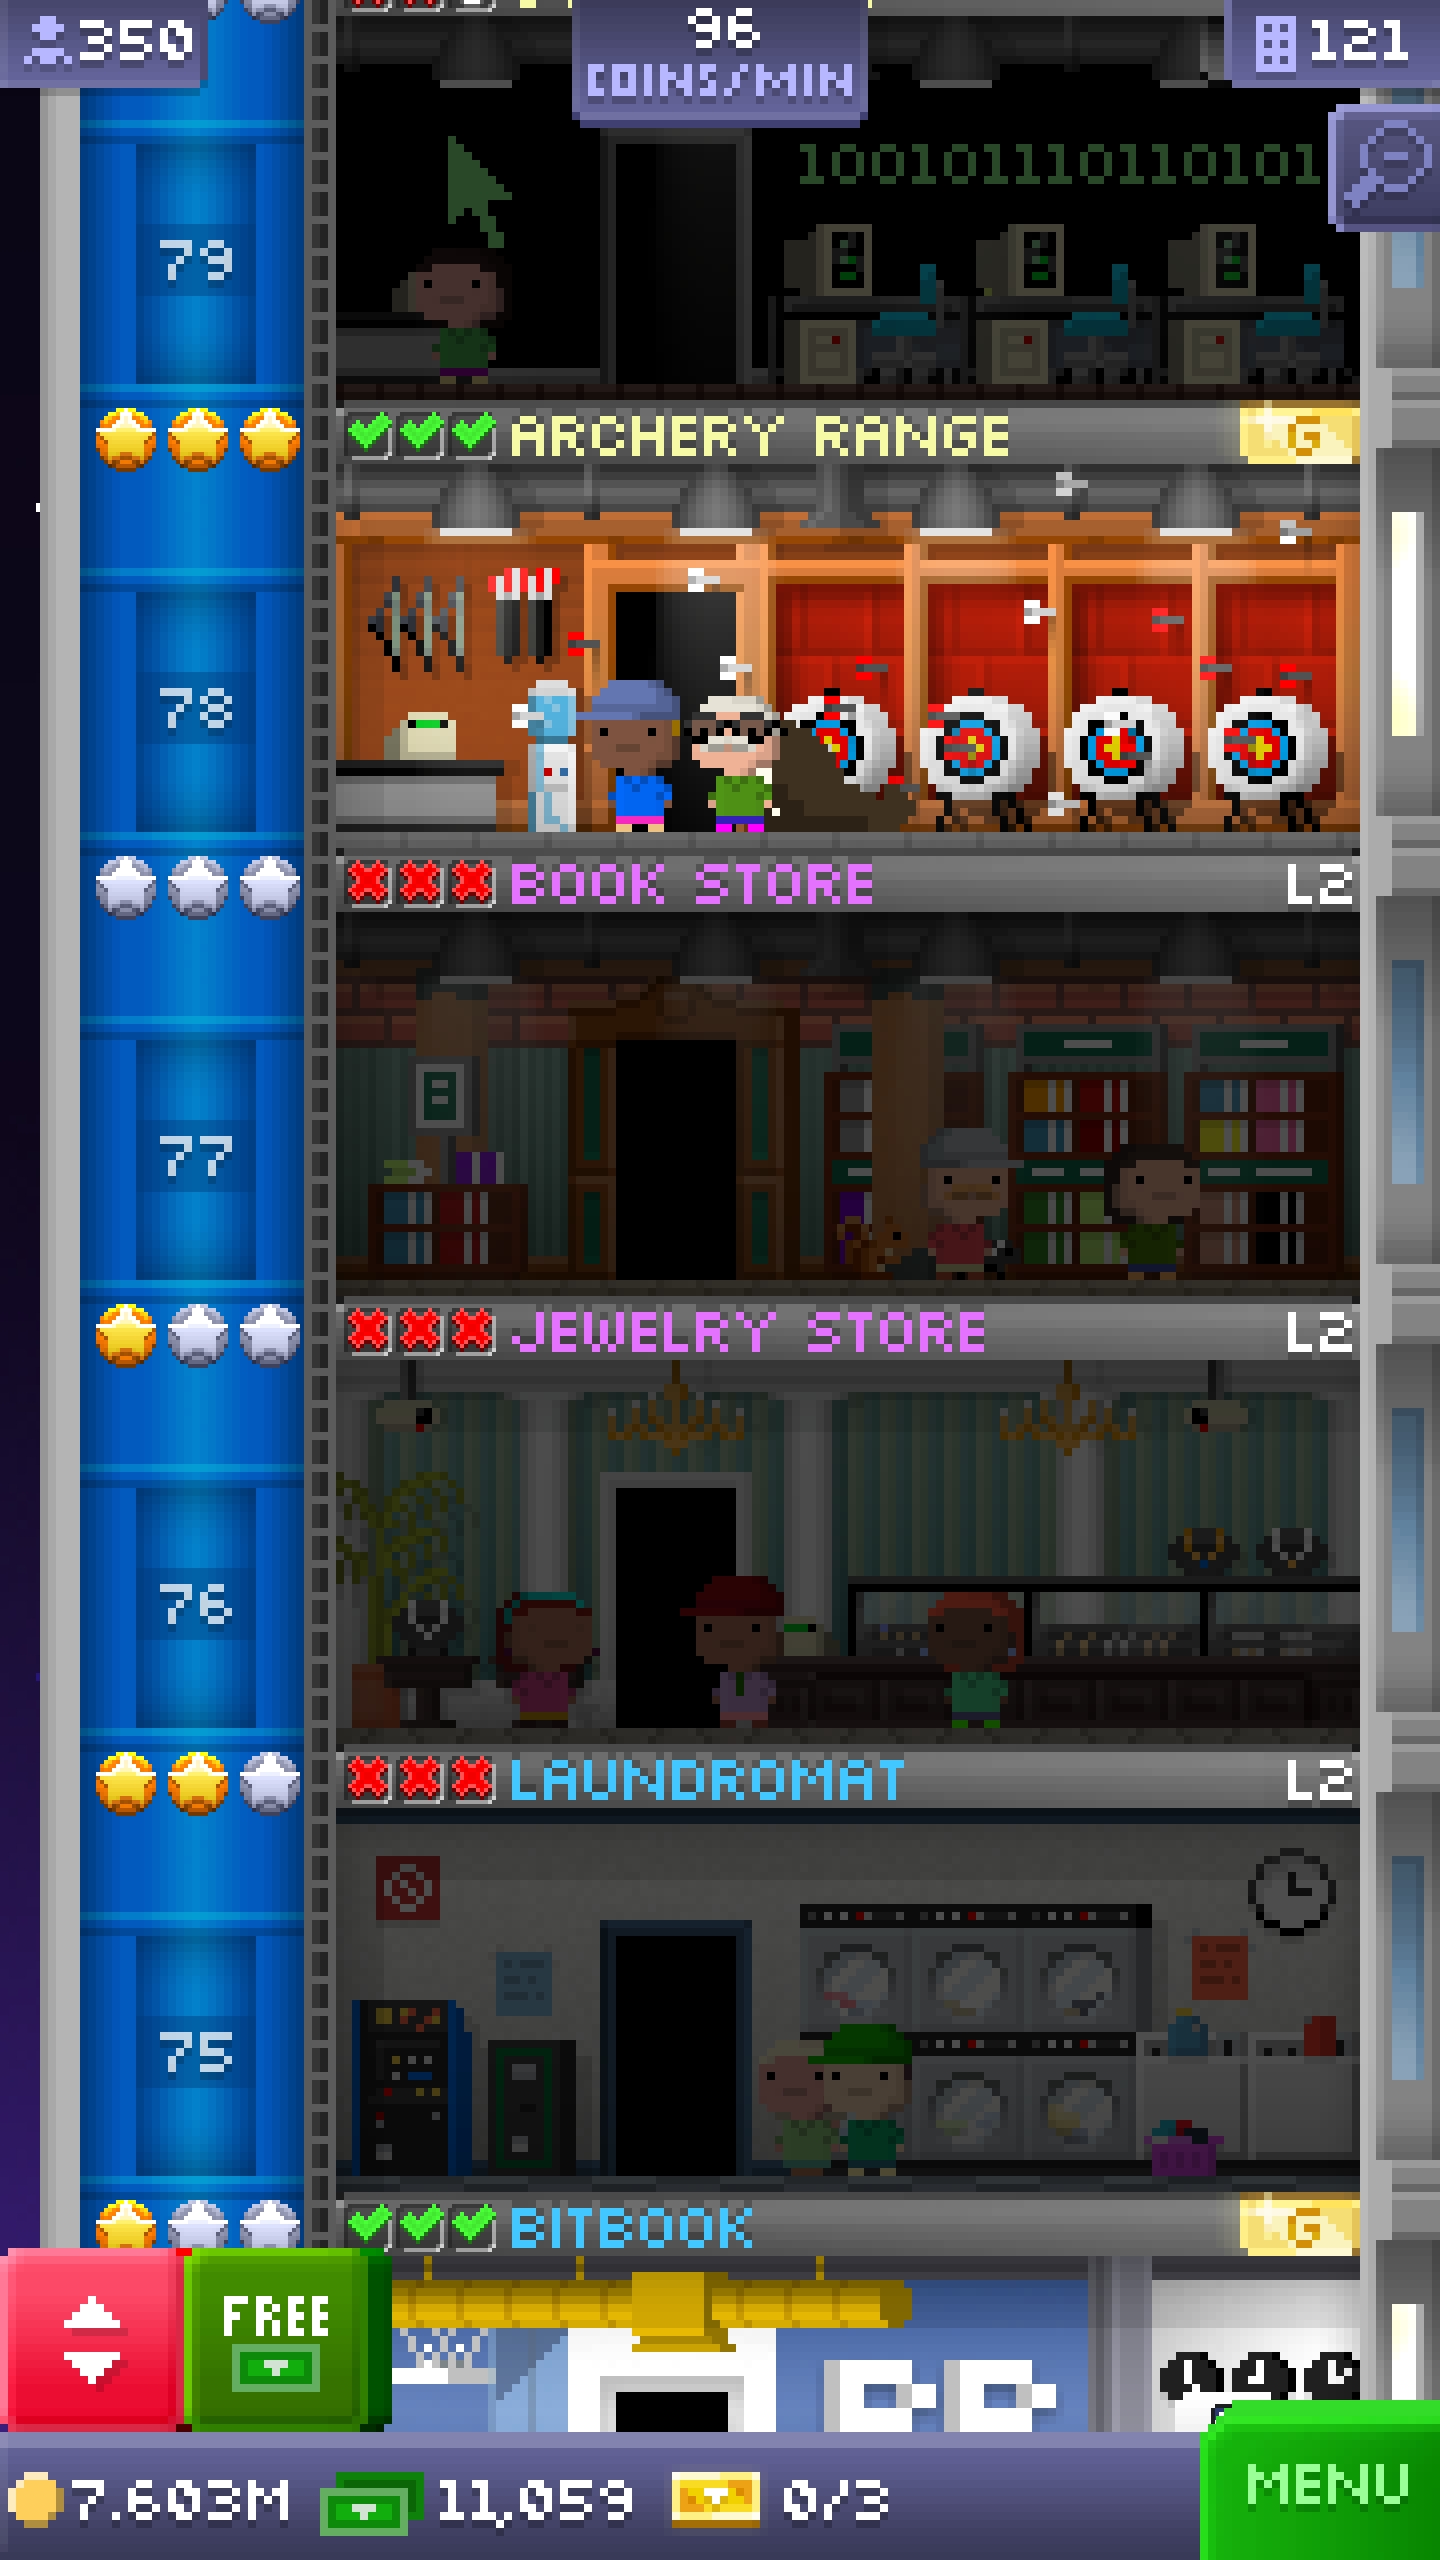 350
96
COINS/MIN
121
79
100101110110101
ARCHERY RANGE
G
78
BOOK STORE
L2
77
JEWELRY STORE
L2
76
LAUNDROMAT
L2
75
BITBOOK
G
FREE
7.603M
11,059
0/3
MENU